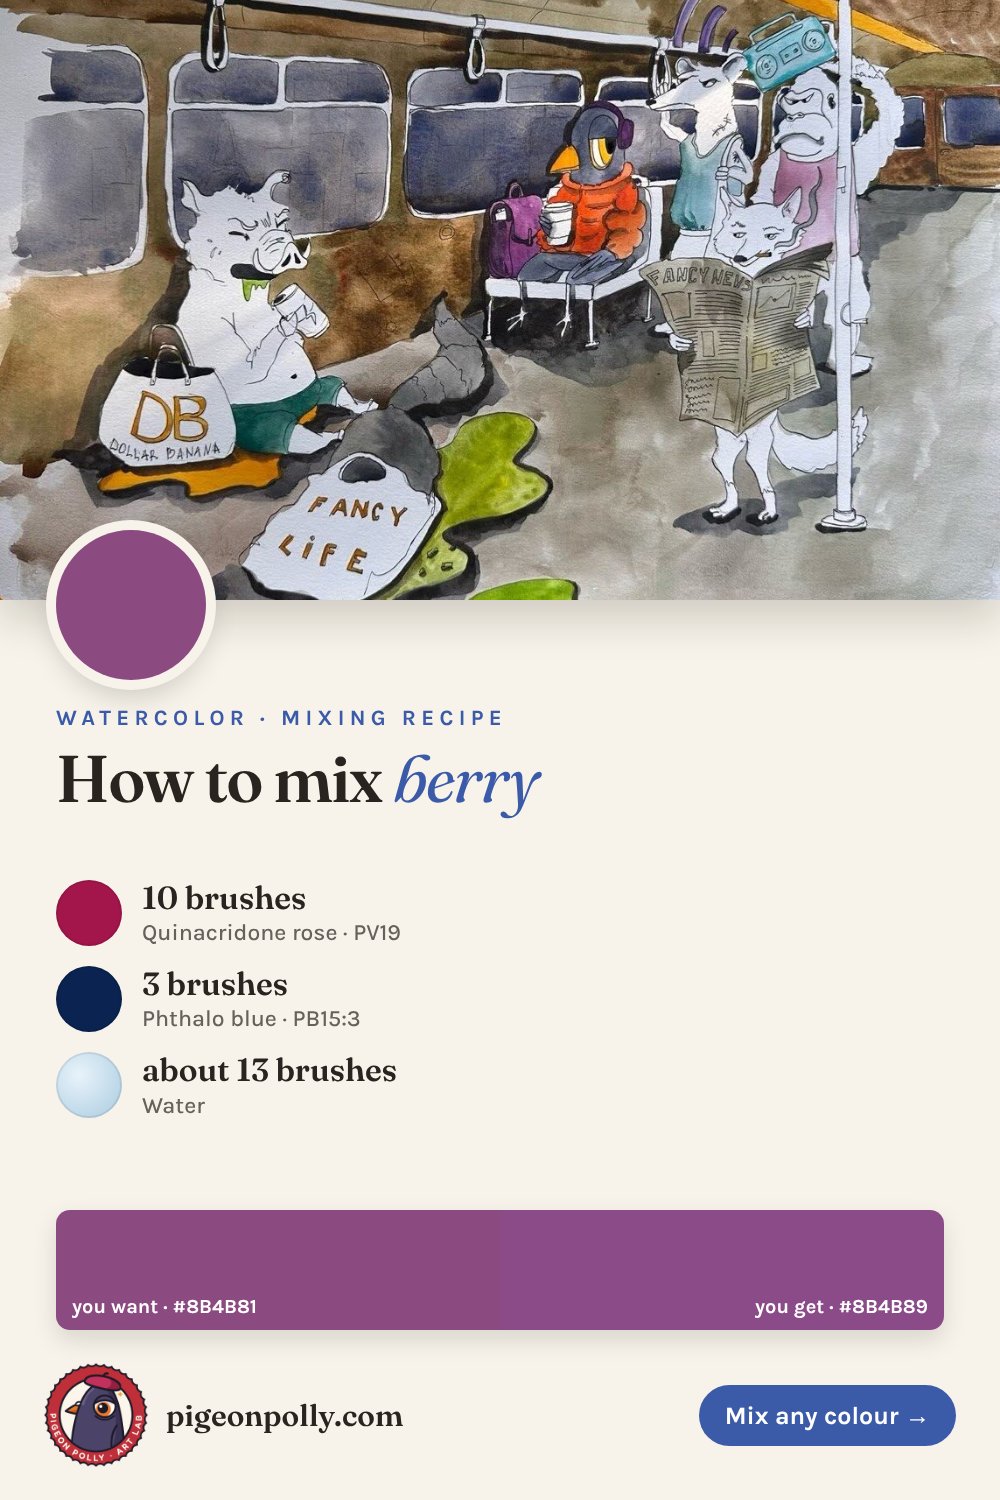 FANCY NEWS
DB
DOLLAR BANANA
FANCY
LIFE
WATERCOLOR · MIXING RECIPE
How to mix berry
10 brushes
Quinacridone rose · PV19
3 brushes
Phthalo blue · PB15:3
about 13 brushes
Water
you want · #8B4B81
you get · #8B4B89
PIGEON POLLY · ART LAB
pigeonpolly.com
Mix any colour →